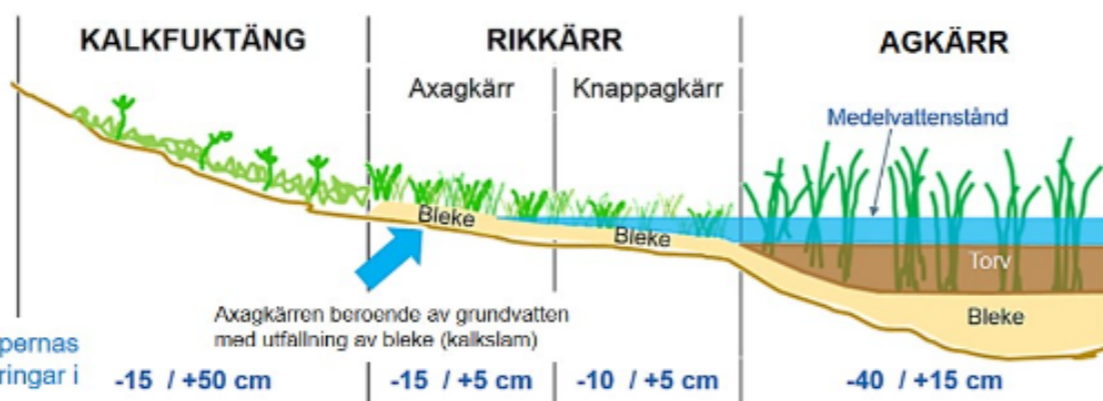 KALKFUKTÄNG
RIKKÄRR
AGKÄRR
Axagkärr
Knappagkärr
Medelvattenstånd
Bleke
Bleke
Torv
Bleke
Axagkärren beroende av grundvatten
med utfällning av bleke (kalkslam)
pernas
ringar i
-15 / +50 cm
-15 / +5 cm
-10 / +5 cm
-40 / +15 cm